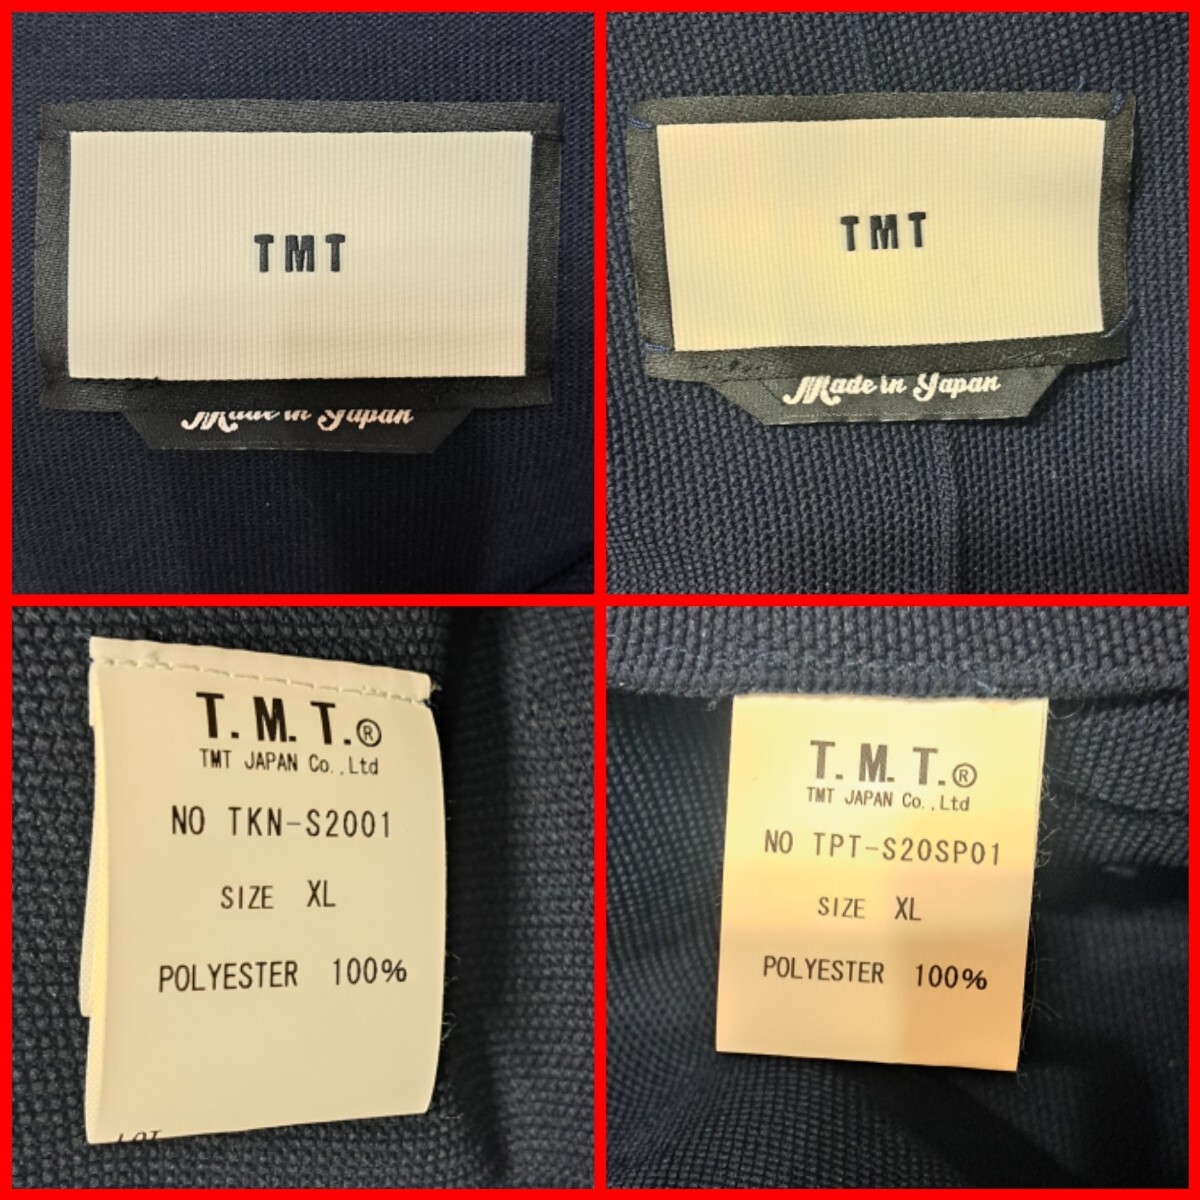 TMT
Made in Japan
TMT
Made in Japan
T.M.T.®
TMT JAPAN Co.,Ltd
NO TKN-S2001
SIZE XL
POLYESTER 100%
LOT
T.M.T.®
TMT JAPAN Co.,Ltd
NO TPT-S20SP01
SIZE XL
POLYESTER 100%